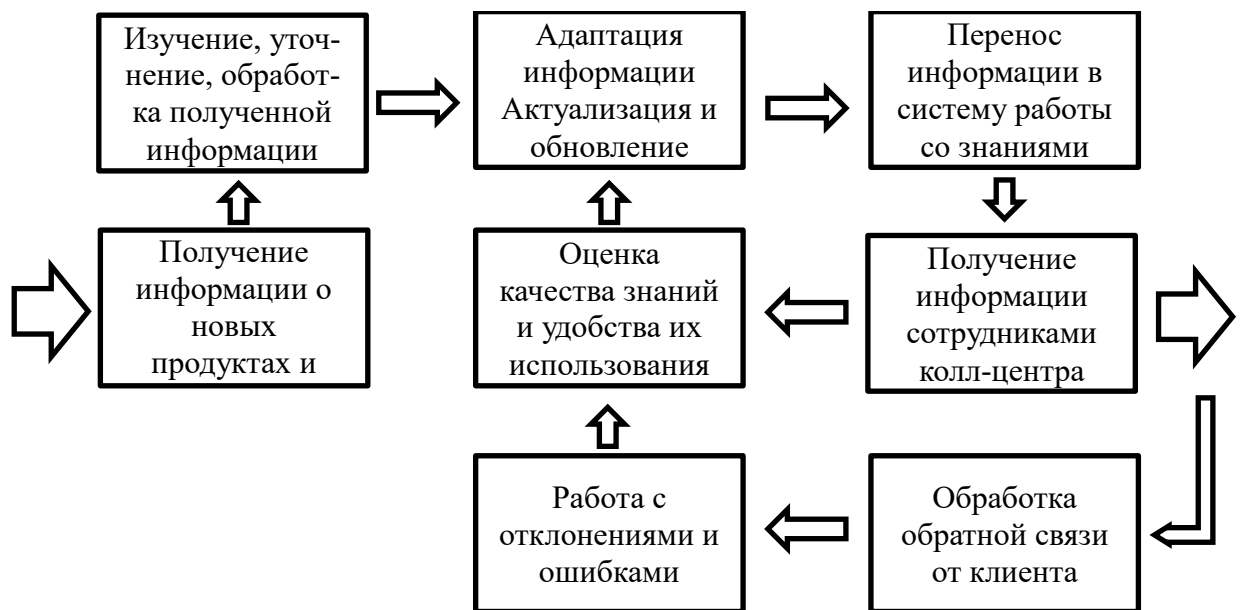 Изучение, уточ-
нение, обработ-
ка полученной
информации
Адаптация
информации
Актуализация и
обновление
Перенос
информации в
систему работы
со знаниями
Получение
информации о
новых
продуктах и
Оценка
качества знаний
и удобства их
использования
Получение
информации
сотрудниками
колл-центра
Работа с
отклонениями и
ошибками
Обработка
обратной связи
от клиента